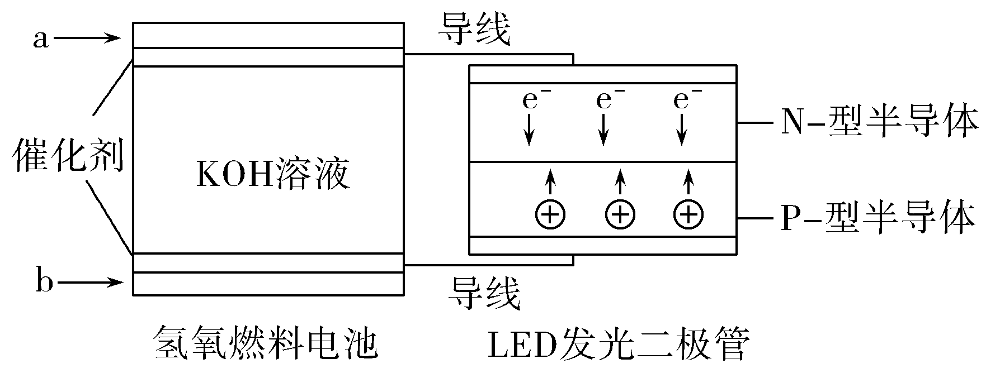 a
导线
e⁻ e⁻ e⁻
N-型半导体
催化剂
KOH溶液
+ + +
P-型半导体
b
导线
氢氧燃料电池
LED发光二极管